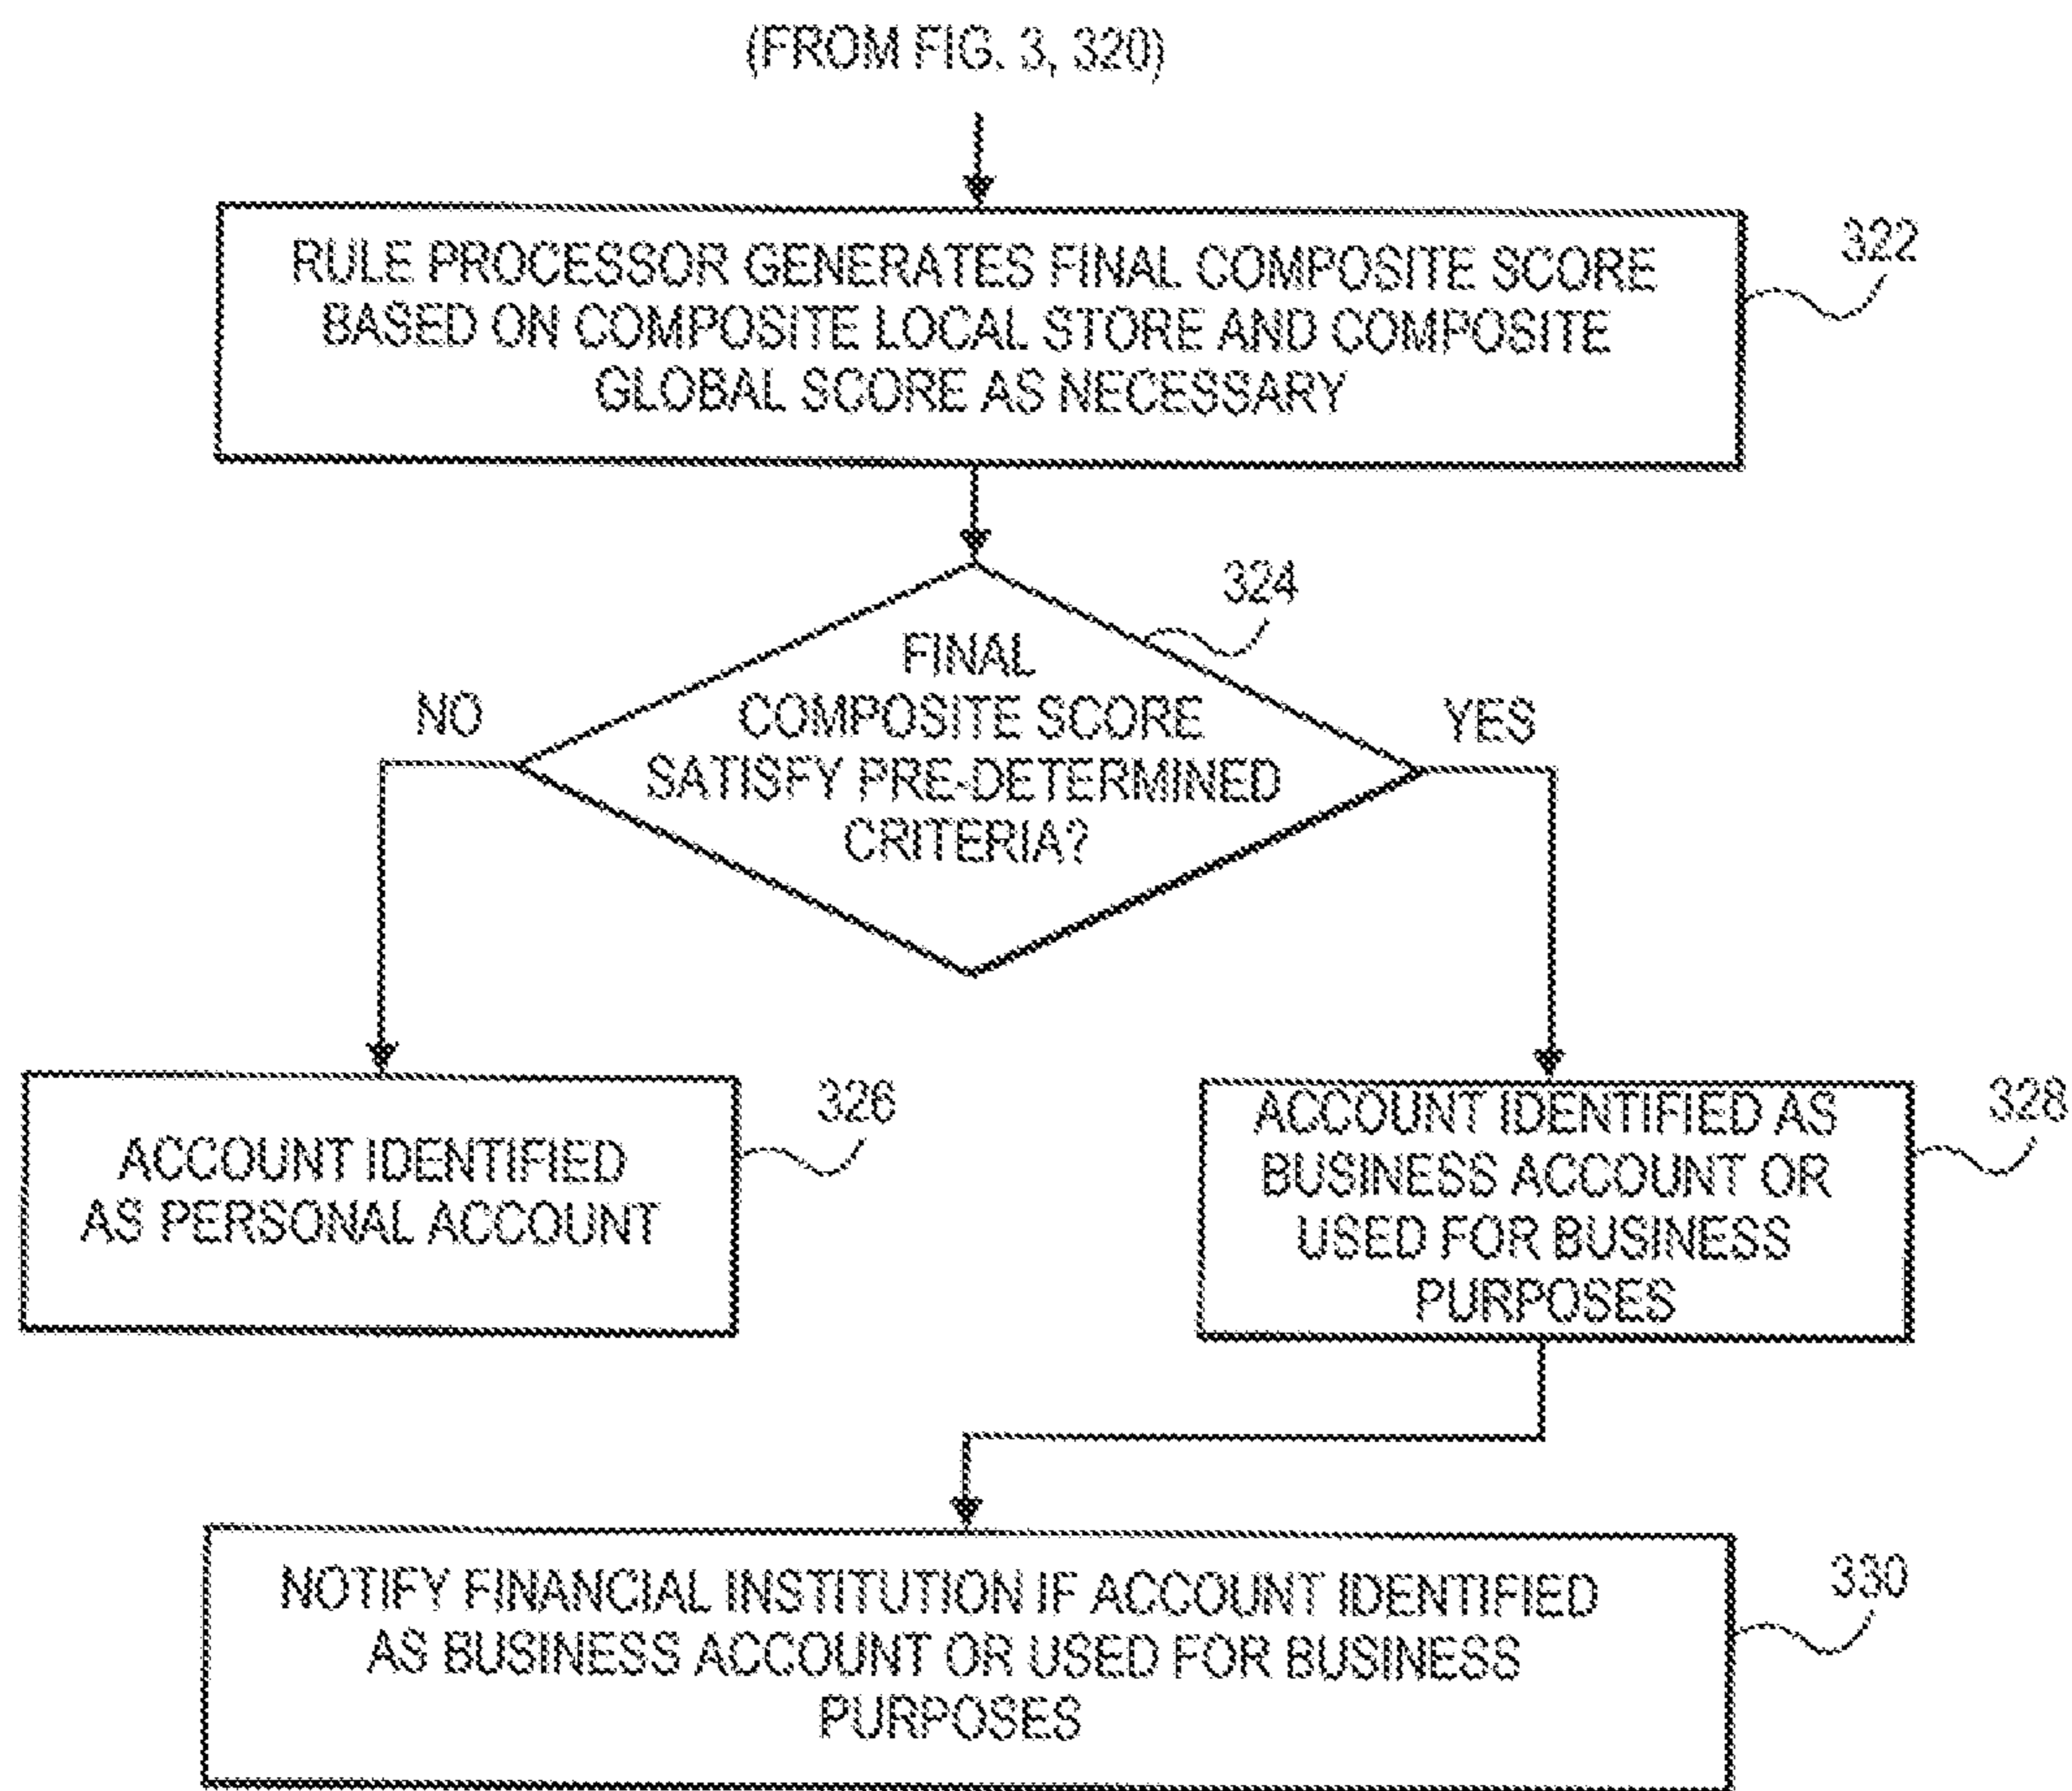 (FROM FIG. 3, 320)
RULE PROCESSOR GENERATES FINAL COMPOSITE SCORE
BASED ON COMPOSITE LOCAL STORE AND COMPOSITE
GLOBAL SCORE AS NECESSARY
322
324
FINAL
COMPOSITE SCORE
SATISFY PRE-DETERMINED
CRITERIA?
NO
YES
ACCOUNT IDENTIFIED
AS PERSONAL ACCOUNT
326
ACCOUNT IDENTIFIED AS
BUSINESS ACCOUNT OR
USED FOR BUSINESS
PURPOSES
328
NOTIFY FINANCIAL INSTITUTION IF ACCOUNT IDENTIFIED
AS BUSINESS ACCOUNT OR USED FOR BUSINESS
PURPOSES
330